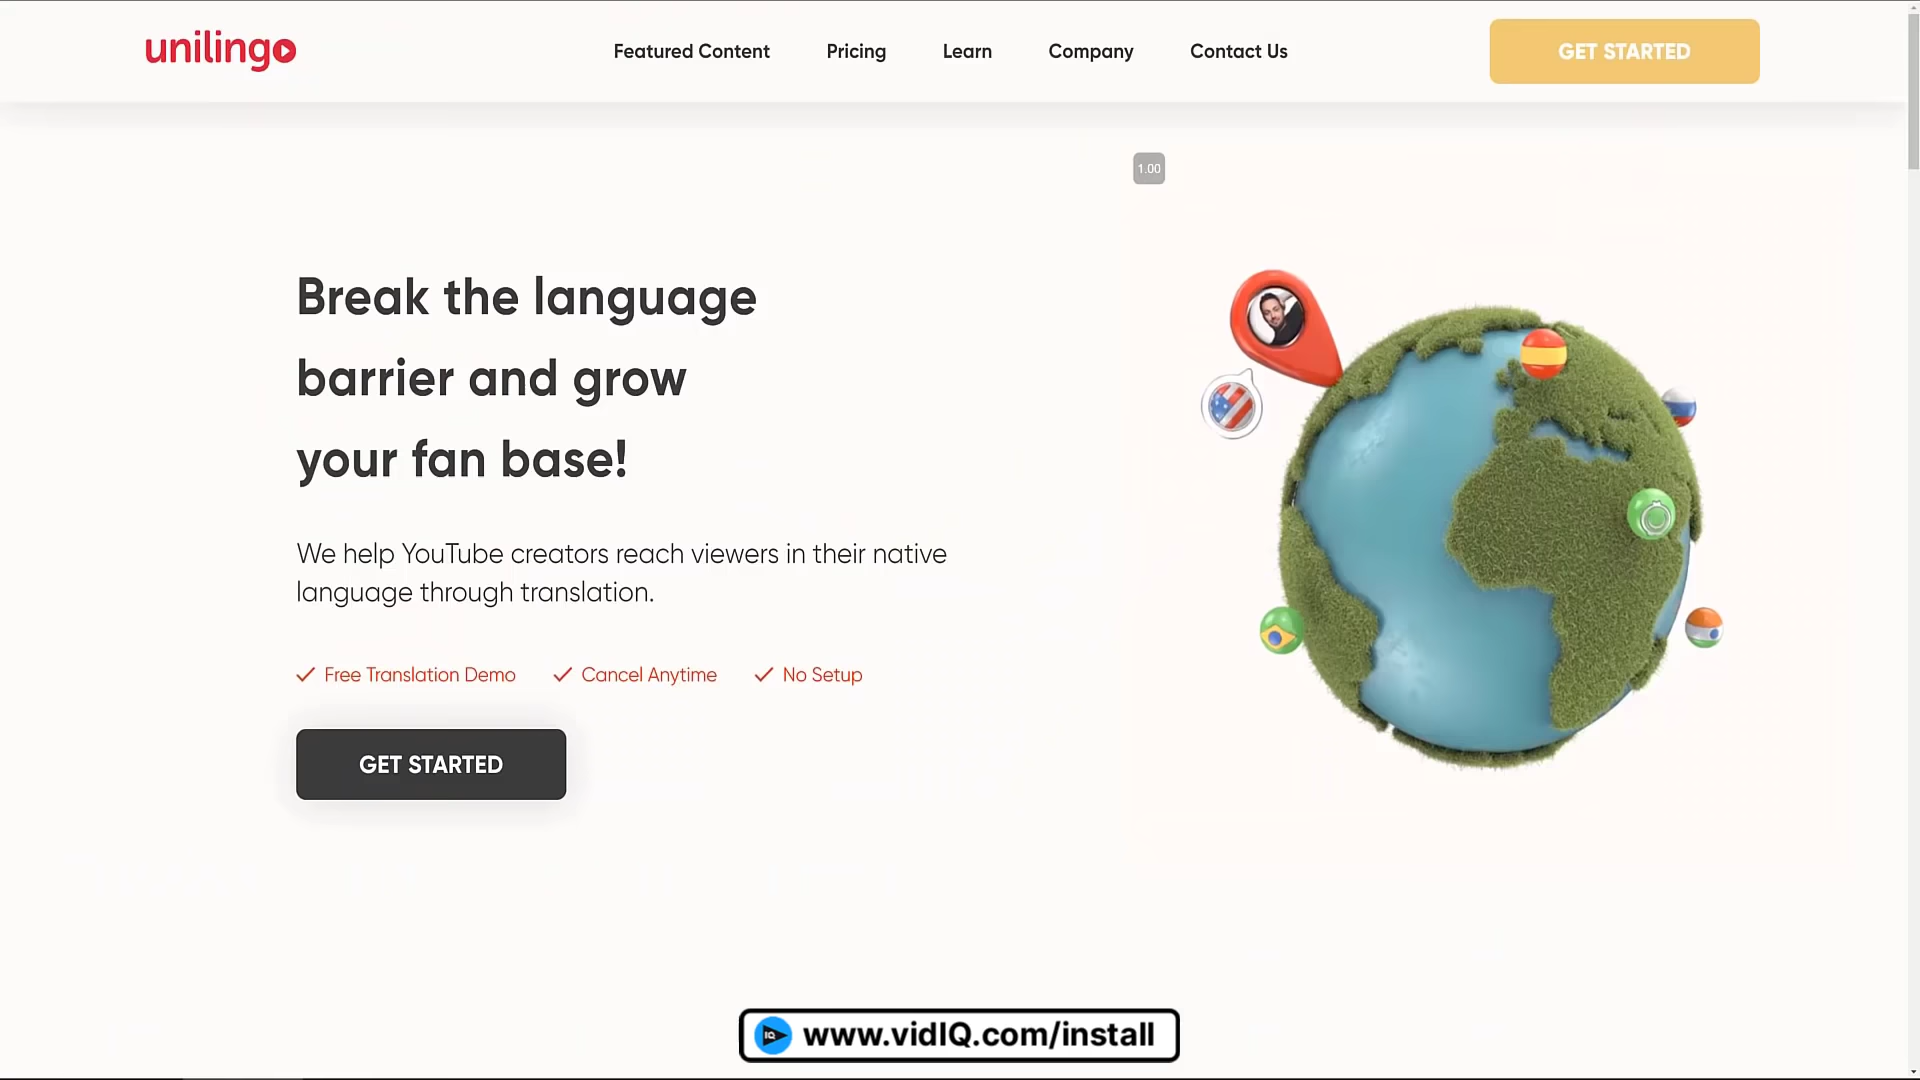 unilingo
Featured Content
Pricing
Learn
Company
Contact Us
GET STARTED
1.00
Break the language
barrier and grow
your fan base!
We help YouTube creators reach viewers in their native
language through translation.
Free Translation Demo
Cancel Anytime
No Setup
GET STARTED
IQ
www.vidIQ.com/install